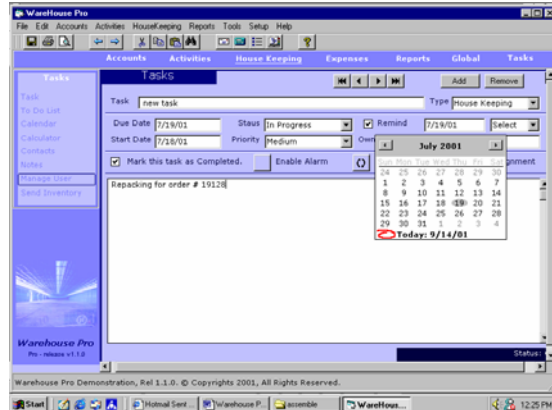 WareHouse Pro
File Edit Accounts Activities HouseKeeping Reports Tools Setup Help
Accounts Activities House Keeping Expenses Reports Global Tasks
Tasks
Tasks
Add Remove
Task
To Do List
Calendar
Calculator
Contacts
Notes
Manage User
Send Inventory
Task new task Type House Keeping
Due Date 7/19/01 Staus In Progress Remind 7/19/01 Select
Start Date 7/18/01 Priority Medium Own
July 2001
Sun Mon Tue Wed Thu Fri Sat
24 25 26 27 28 29 30
1 2 3 4 5 6 7
8 9 10 11 12 13 14
15 16 17 18 19 20 21
22 23 24 25 26 27 28
29 30 31 1 2 3 4
Today: 9/14/01
Mark this task as Completed. Enable Alarm gnment
Repacking for order # 19128
Warehouse Pro
Pro - release v1.1.0
Status:
Warehouse Pro Demonstration, Rel 1.1.0. © Copyrights 2001, All Rights Reserved.
Start Hotmail Sent ... Warehouse P... assemble WareHous... 12:25 PM